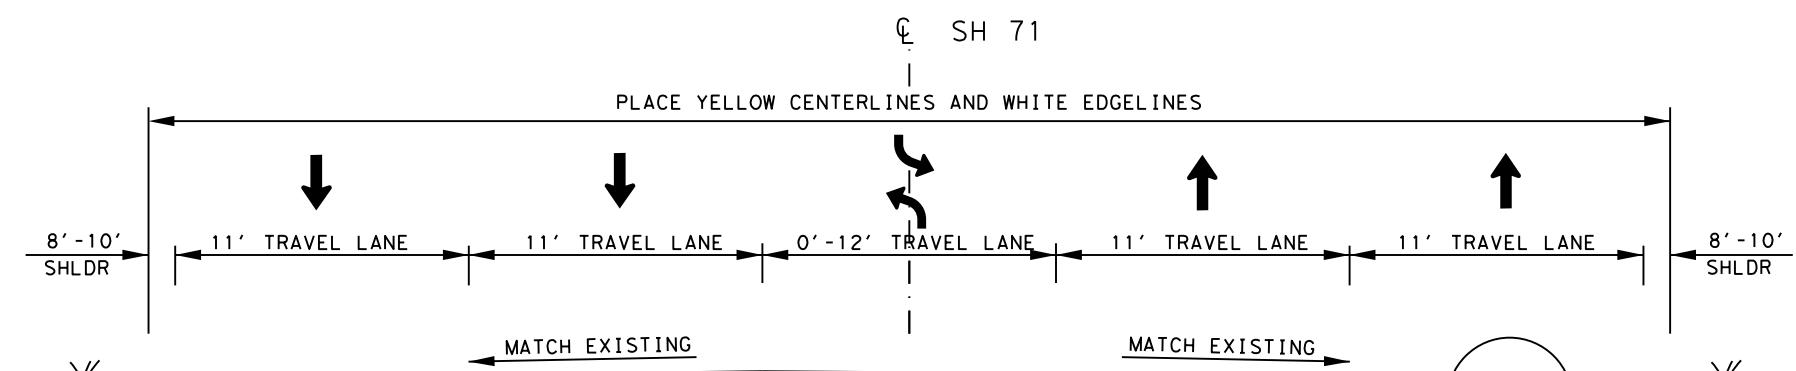 ℄ SH 71
PLACE YELLOW CENTERLINES AND WHITE EDGELINES
8'-10' SHLDR
11' TRAVEL LANE
11' TRAVEL LANE
0'-12' TRAVEL LANE
11' TRAVEL LANE
11' TRAVEL LANE
8'-10' SHLDR
MATCH EXISTING
MATCH EXISTING